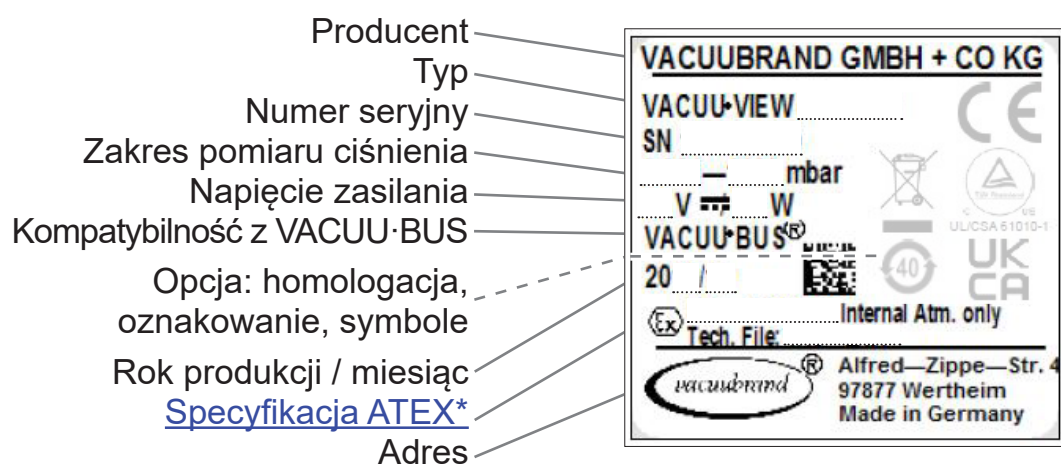 Producent
Typ
Numer seryjny
Zakres pomiaru ciśnienia
Napięcie zasilania
Kompatybilność z VACUU·BUS
Opcja: homologacja,
oznakowanie, symbole
Rok produkcji / miesiąc
Specyfikacja ATEX*
Adres
VACUUBRAND GMBH + CO KG
VACUU•VIEW
SN
— mbar
V W
VACUU•BUS®
20 /
Ex Internal Atm. only
Tech. File:
vacuubrand ®
Alfred—Zippe—Str. 4
97877 Wertheim
Made in Germany
CE
C US
UL/CSA 61010-1
40
UK
CA